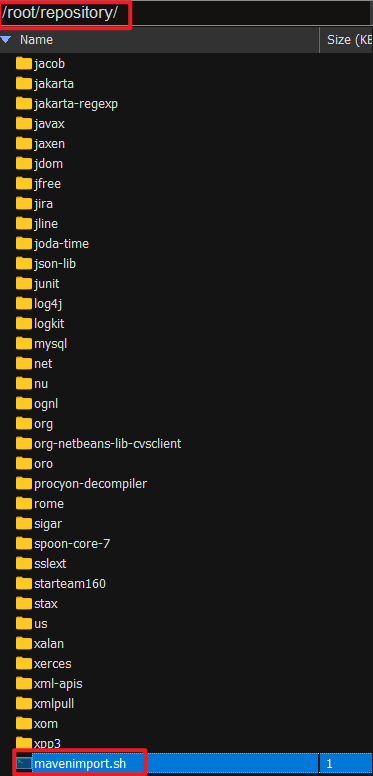 /root/repository/
Name Size (KB
jacob
jakarta
jakarta-regexp
javax
jaxen
jdom
jfree
jira
jline
joda-time
json-lib
junit
log4j
logkit
mysql
net
nu
ognl
org
org-netbeans-lib-cvsclient
oro
procyon-decompiler
rome
sigar
spoon-core-7
sslext
starteam160
stax
us
xalan
xerces
xml-apis
xmlpull
xom
xpp3
mavenimport.sh 1